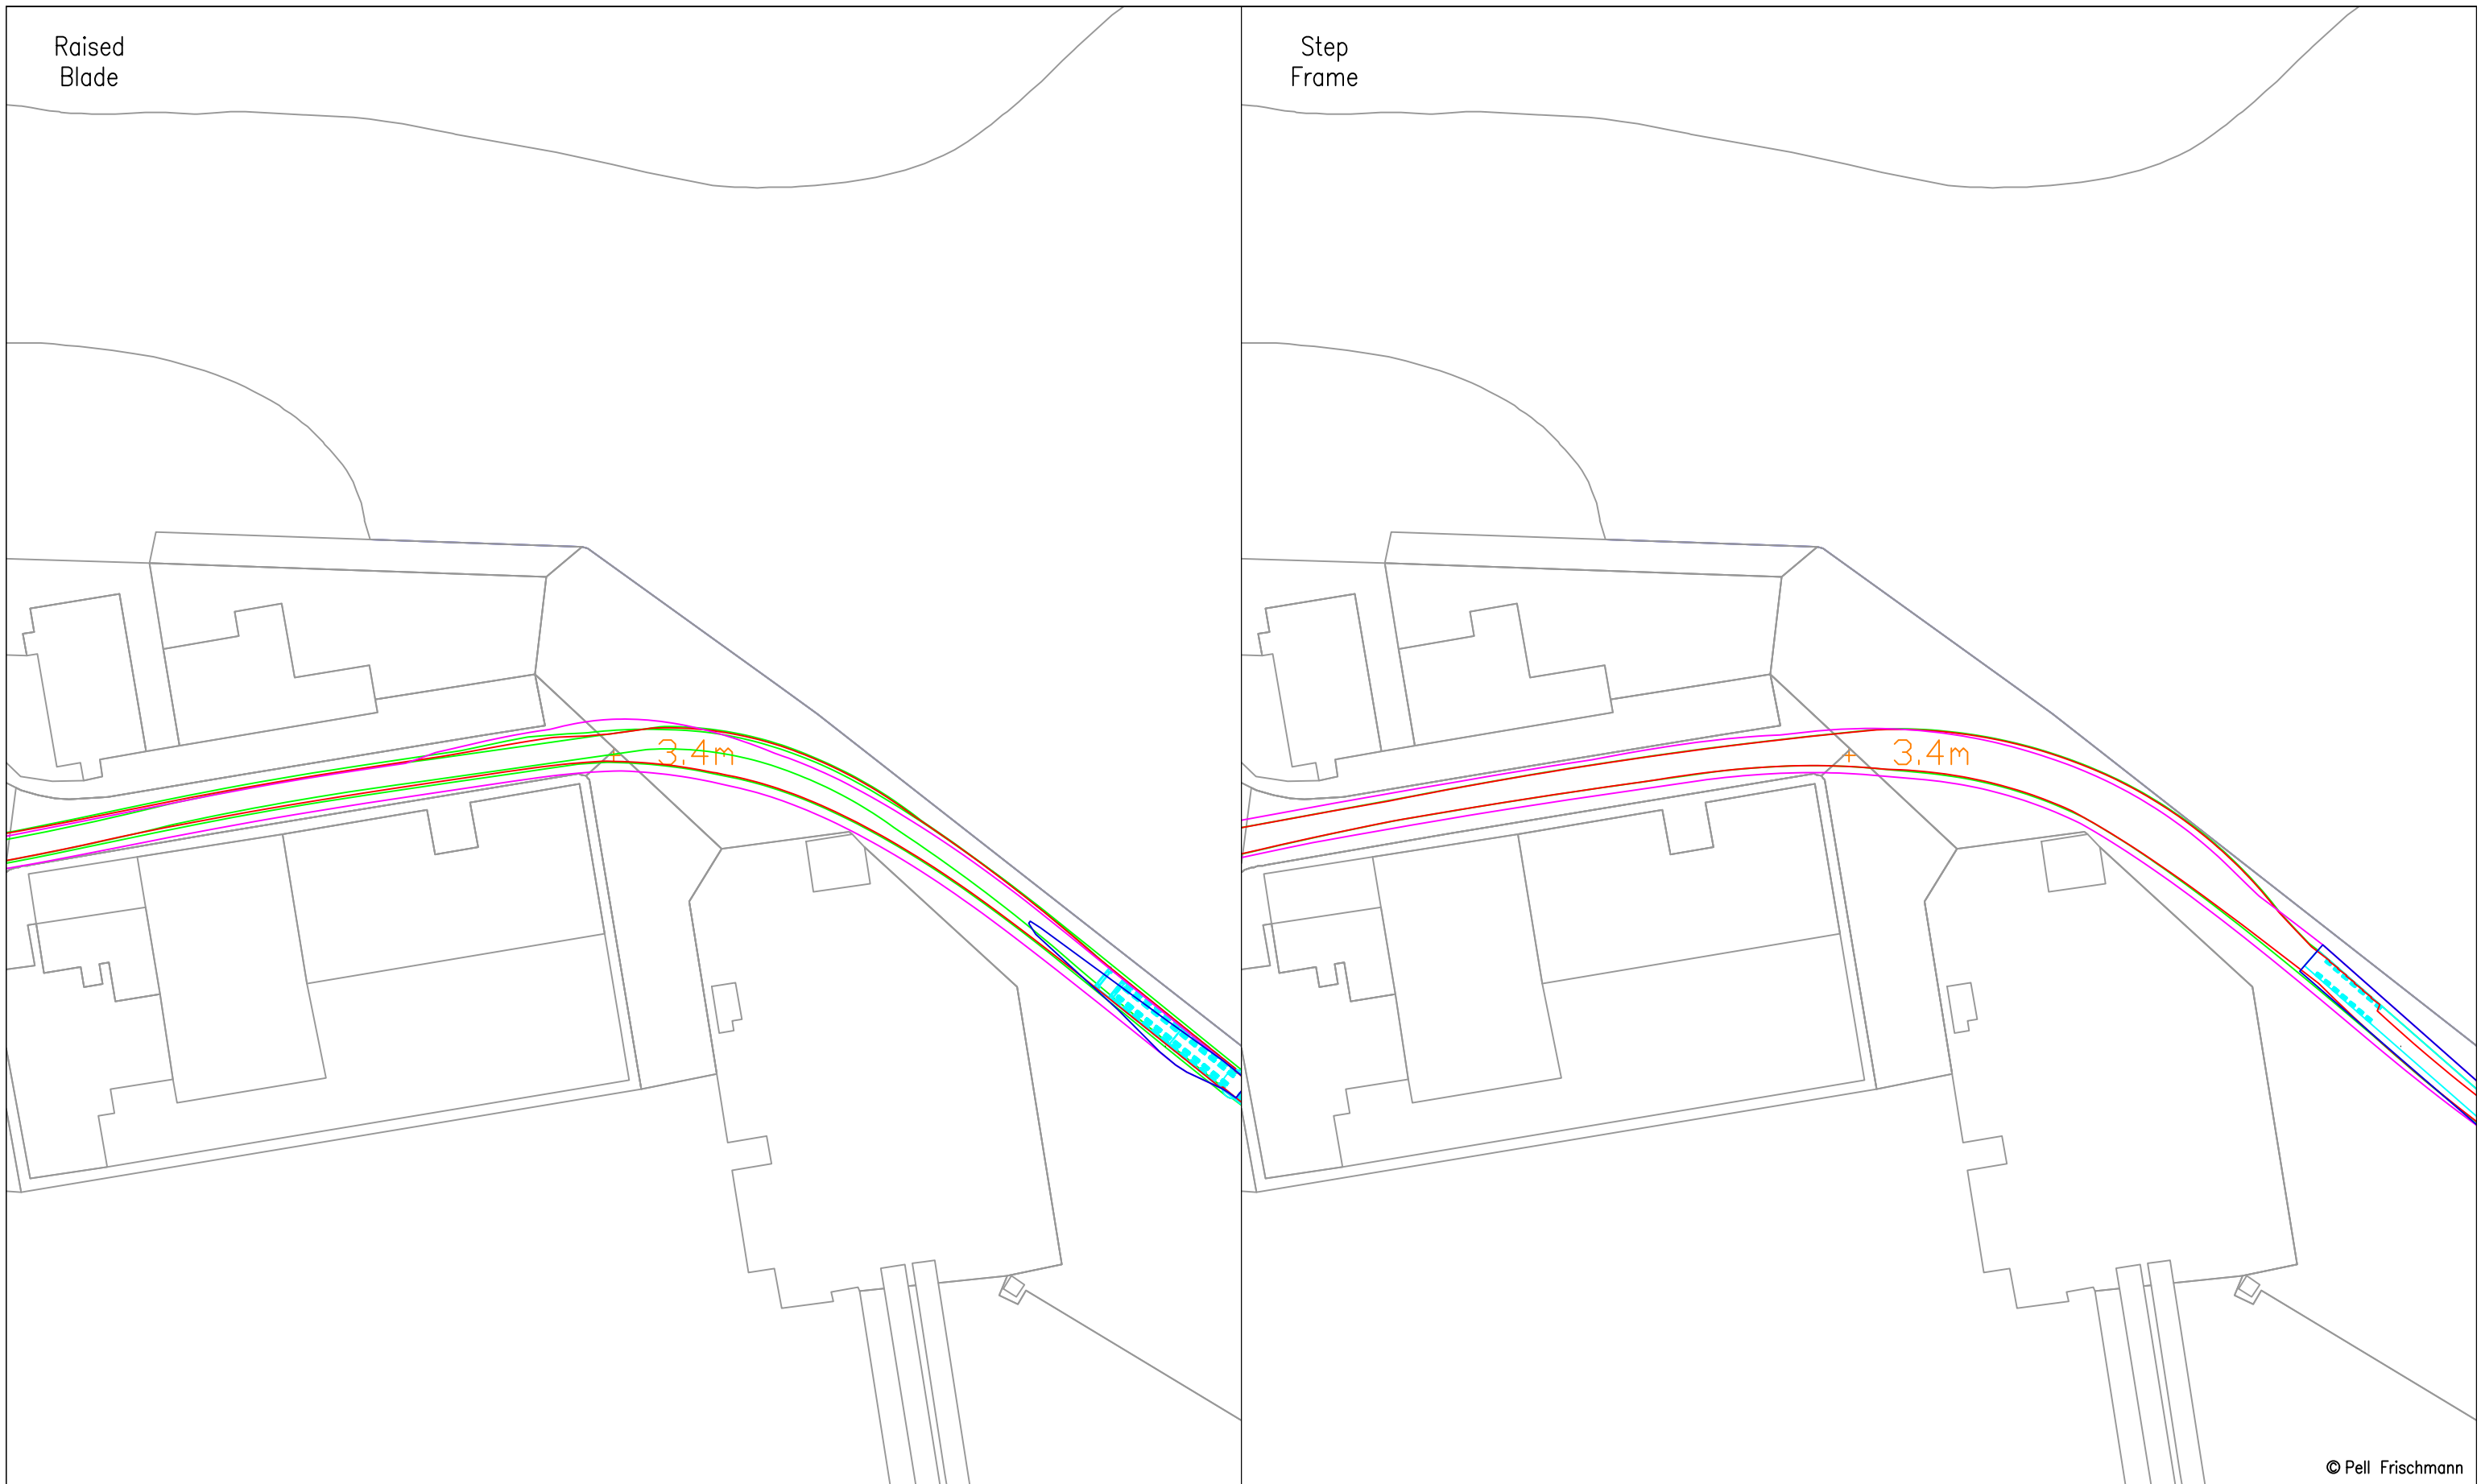 Raised
Blade
Step
Frame
+ 3.4m
+ 3.4m
© Pell Frischmann